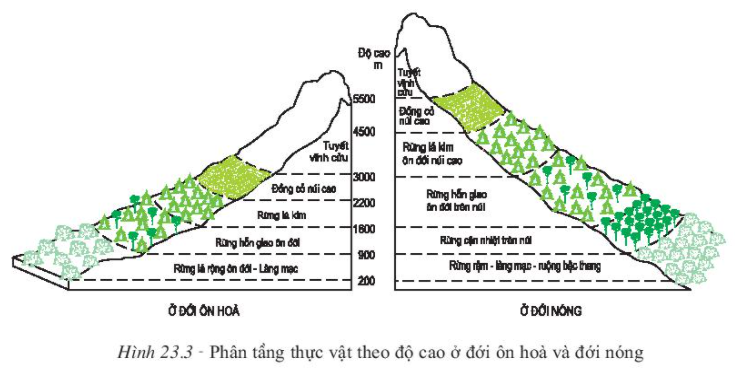 Độ cao
m
5500
4500
3000
2200
1600
900
200
Tuyết
vĩnh cửu
Đồng cỏ núi cao
Rừng lá kim
Rừng hỗn giao ôn đới
Rừng lá rộng ôn đới - Làng mạc
Ở ĐỚI ÔN HOÀ
Tuyết
vĩnh
cửu
Đồng cỏ
núi cao
Rừng lá kim
ôn đới núi cao
Rừng hỗn giao
ôn đới trên núi
Rừng cận nhiệt trên núi
Rừng rậm - làng mạc - ruộng bậc thang
Ở ĐỚI NÓNG
Hình 23.3 - Phân tầng thực vật theo độ cao ở đới ôn hoà và đới nóng